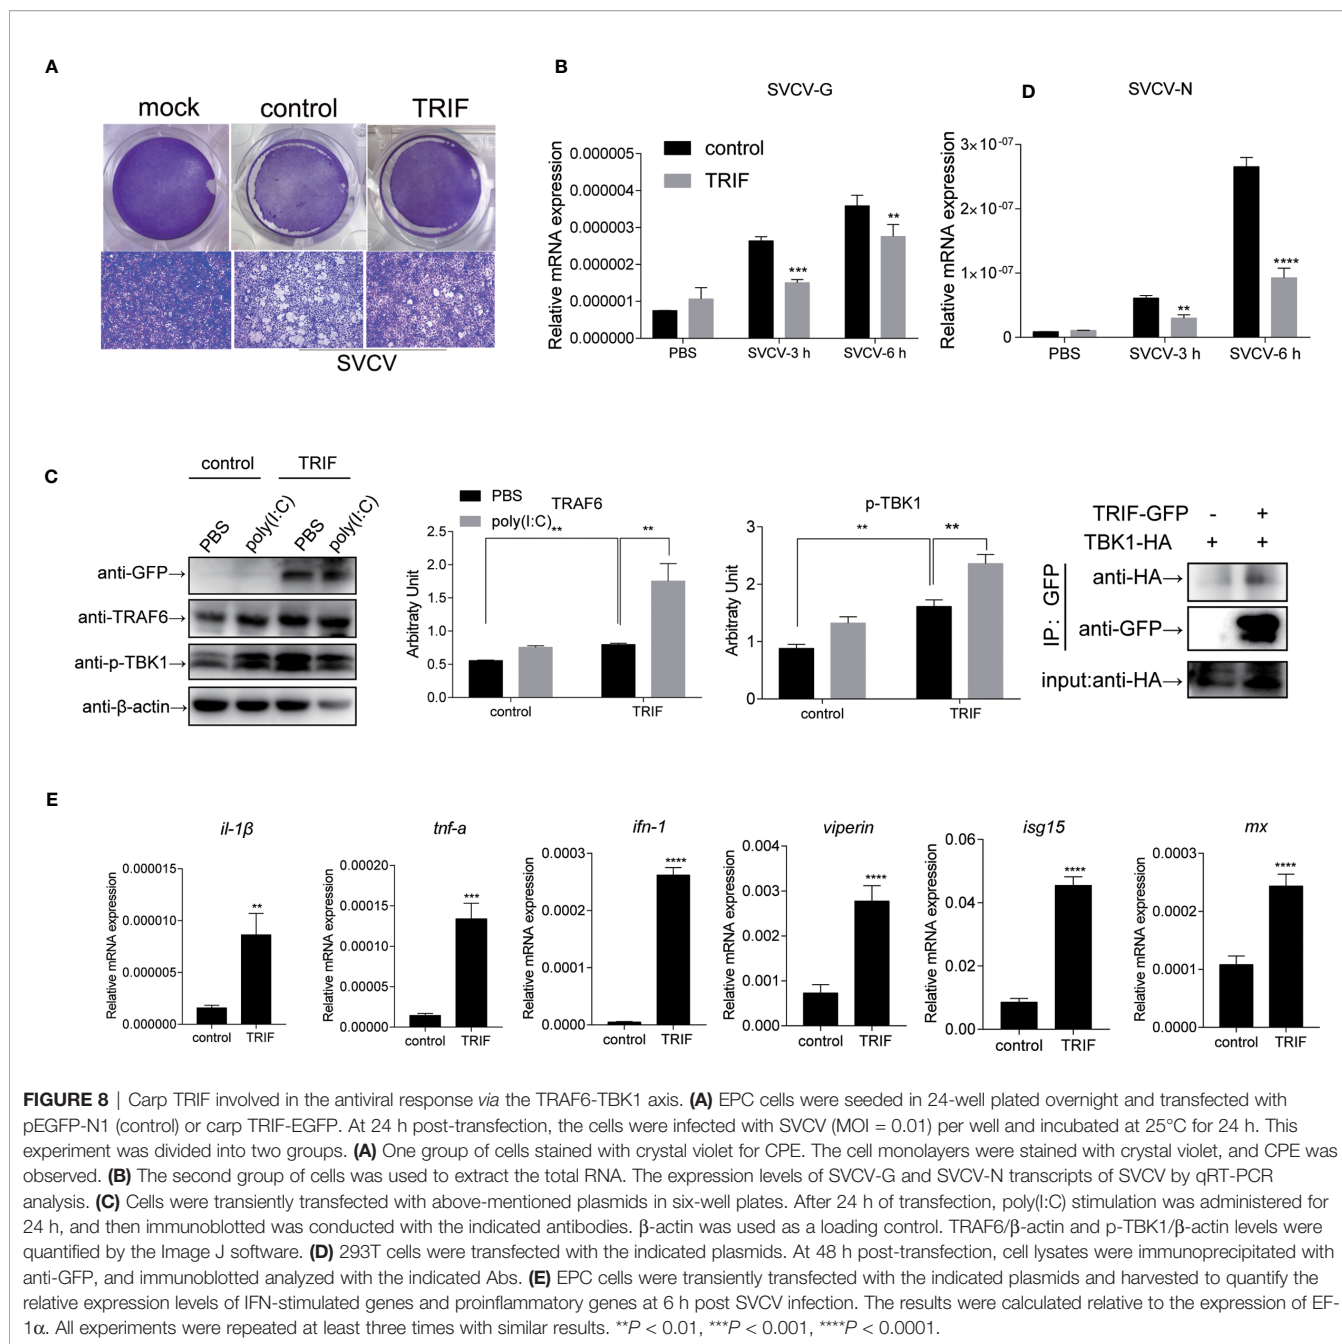 A
mock control TRIF
SVCV
B
SVCV-G
Relative mRNA expression
0.000005
0.000004
0.000003
0.000002
0.000001
0.000000
control
TRIF
***
**
PBS SVCV-3 h SVCV-6 h
D
SVCV-N
Relative mRNA expression
3×10-07
2×10-07
1×10-07
0
**
****
PBS SVCV-3 h SVCV-6 h
C
control TRIF
PBS poly(I:C) PBS poly(I:C)
anti-GFP→
anti-TRAF6→
anti-p-TBK1→
anti-β-actin→
PBS
poly(I:C)
TRAF6
Arbitraty Unit
2.5
2.0
1.5
1.0
0.5
0.0
** **
control TRIF
p-TBK1
Arbitraty Unit
3
2
1
0
** **
control TRIF
TRIF-GFP - +
TBK1-HA + +
IP: GFP
anti-HA→
anti-GFP→
input:anti-HA→
E
il-1β
Relative mRNA expression
0.000015
0.000010
0.000005
0.000000
**
control TRIF
tnf-a
Relative mRNA expression
0.00020
0.00015
0.00010
0.00005
0.00000
***
control TRIF
ifn-1
Relative mRNA expression
0.0003
0.0002
0.0001
0.0000
****
control TRIF
viperin
Relative mRNA expression
0.004
0.003
0.002
0.001
0.000
****
control TRIF
isg15
Relative mRNA expression
0.06
0.04
0.02
0.00
****
control TRIF
mx
Relative mRNA expression
0.0003
0.0002
0.0001
0.0000
****
control TRIF
FIGURE 8 | Carp TRIF involved in the antiviral response via the TRAF6-TBK1 axis. (A) EPC cells were seeded in 24-well plated overnight and transfected with
pEGFP-N1 (control) or carp TRIF-EGFP. At 24 h post-transfection, the cells were infected with SVCV (MOI = 0.01) per well and incubated at 25°C for 24 h. This
experiment was divided into two groups. (A) One group of cells stained with crystal violet for CPE. The cell monolayers were stained with crystal violet, and CPE was
observed. (B) The second group of cells was used to extract the total RNA. The expression levels of SVCV-G and SVCV-N transcripts of SVCV by qRT-PCR
analysis. (C) Cells were transiently transfected with above-mentioned plasmids in six-well plates. After 24 h of transfection, poly(I:C) stimulation was administered for
24 h, and then immunoblotted was conducted with the indicated antibodies. β-actin was used as a loading control. TRAF6/β-actin and p-TBK1/β-actin levels were
quantified by the Image J software. (D) 293T cells were transfected with the indicated plasmids. At 48 h post-transfection, cell lysates were immunoprecipitated with
anti-GFP, and immunoblotted analyzed with the indicated Abs. (E) EPC cells were transiently transfected with the indicated plasmids and harvested to quantify the
relative expression levels of IFN-stimulated genes and proinflammatory genes at 6 h post SVCV infection. The results were calculated relative to the expression of EF-
1α. All experiments were repeated at least three times with similar results. **P < 0.01, ***P < 0.001, ****P < 0.0001.